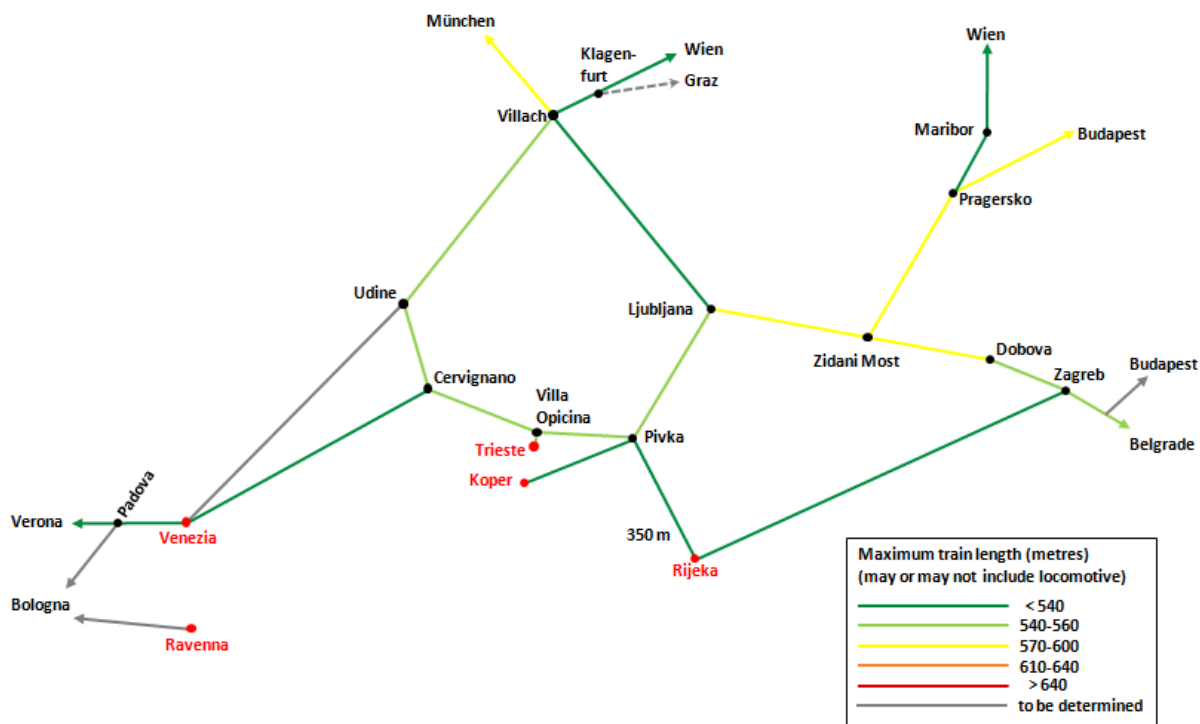 München
Klagen-
furt
Wien
Graz
Villach
Wien
Maribor
Budapest
Pragersko
Udine
Ljubljana
Zidani Most
Dobova
Zagreb
Budapest
Belgrade
Cervignano
Villa
Opicina
Trieste
Pivka
Koper
Padova
Verona
Venezia
350 m
Rijeka
Bologna
Ravenna
Maximum train length (metres)
(may or may not include locomotive)
< 540
540-560
570-600
610-640
> 640
to be determined